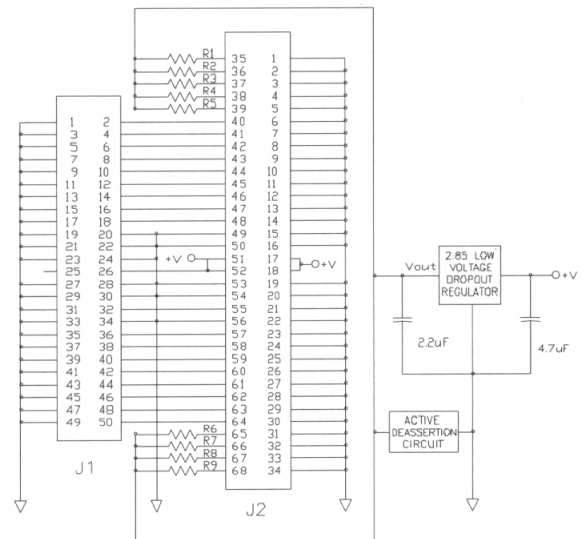 R1 35 1
R2 36 2
R3 37 3
R4 38 4
R5 39 5
1 2 40 6
3 4 41 7
5 6 42 8
7 8 43 9
9 10 44 10
11 12 45 11
13 14 46 12
15 16 47 13
17 18 48 14
19 20 49 15
21 22 50 16
23 24 +V 51 17
25 26 52 18 +V
27 28 53 19
29 30 54 20
31 32 55 21
33 34 56 22
35 36 57 23
37 38 58 24
39 40 59 25
41 42 60 26
43 44 61 27
45 46 62 28
47 48 63 29
49 50 64 30
R6 65 31
R7 66 32
R8 67 33
R9 68 34
J1
J2
Vout
2.85 LOW
VOLTAGE
DROPOUT
REGULATOR
+V
2.2uF
4.7uF
ACTIVE
DEASSERTION
CIRCUIT